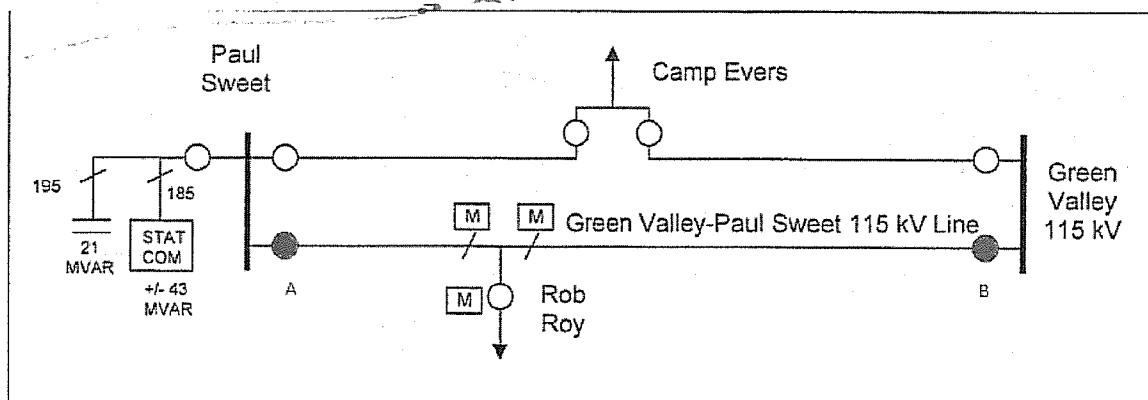 Paul
Sweet
Camp Evers
195
185
21
MVAR
STAT
COM
+/- 43
MVAR
A
M
M
Green Valley-Paul Sweet 115 kV Line
M
Rob
Roy
B
Green
Valley
115 kV